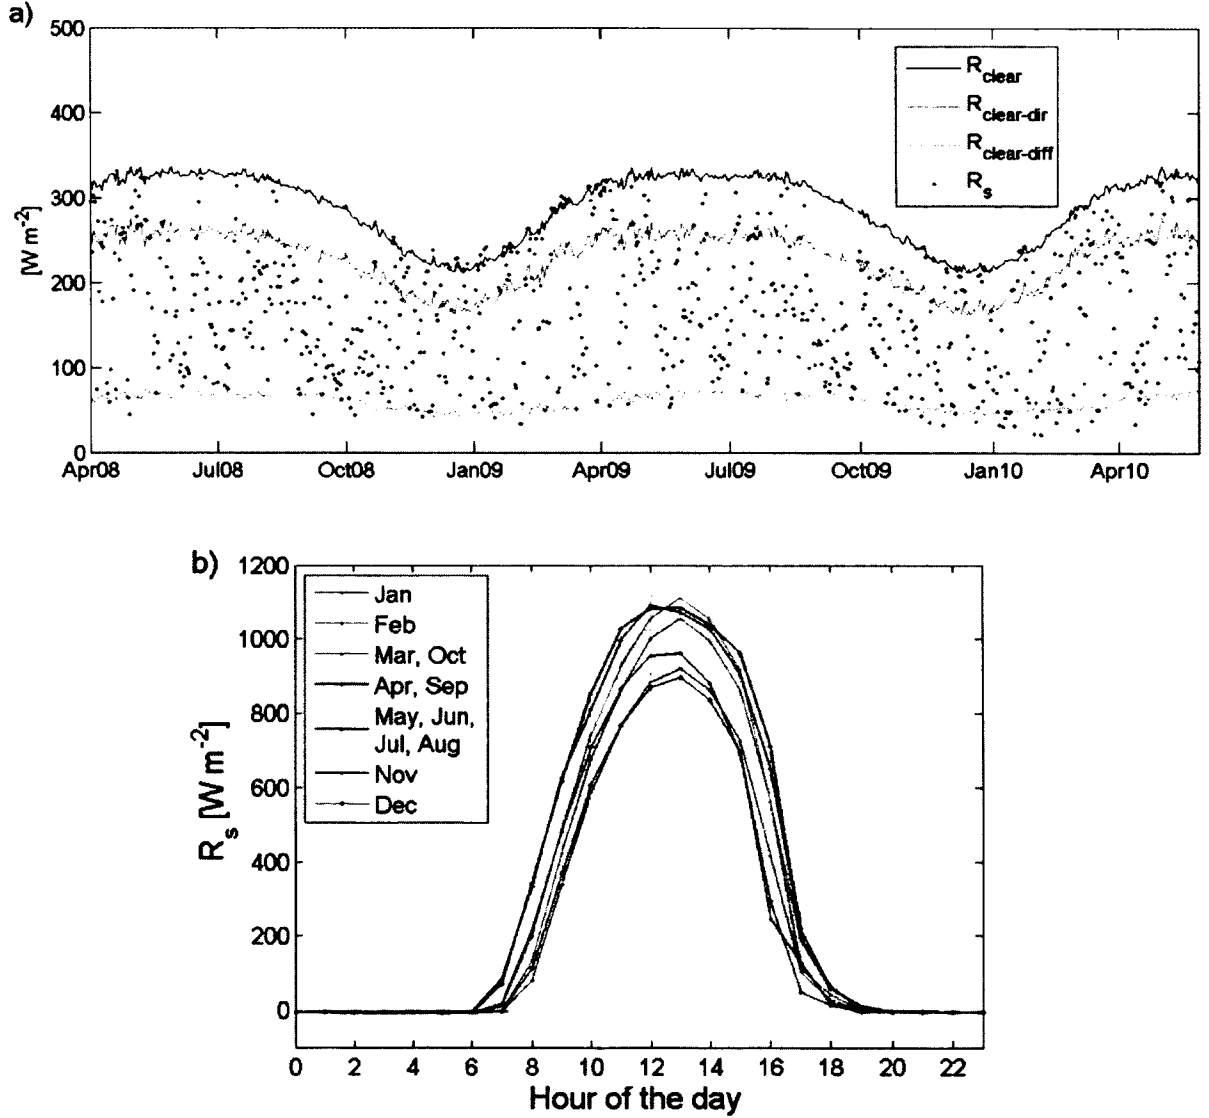 a)
500
400
300
200
100
0
[W m-2]
Rclear
Rclear-dir
Rclear-diff
Rs
Apr08 Jul08 Oct08 Jan09 Apr09 Jul09 Oct09 Jan10 Apr10
b)
1200
1000
800
600
400
200
0
Rs [W m-2]
Jan
Feb
Mar, Oct
Apr, Sep
May, Jun,
Jul, Aug
Nov
Dec
0 2 4 6 8 10 12 14 16 18 20 22
Hour of the day